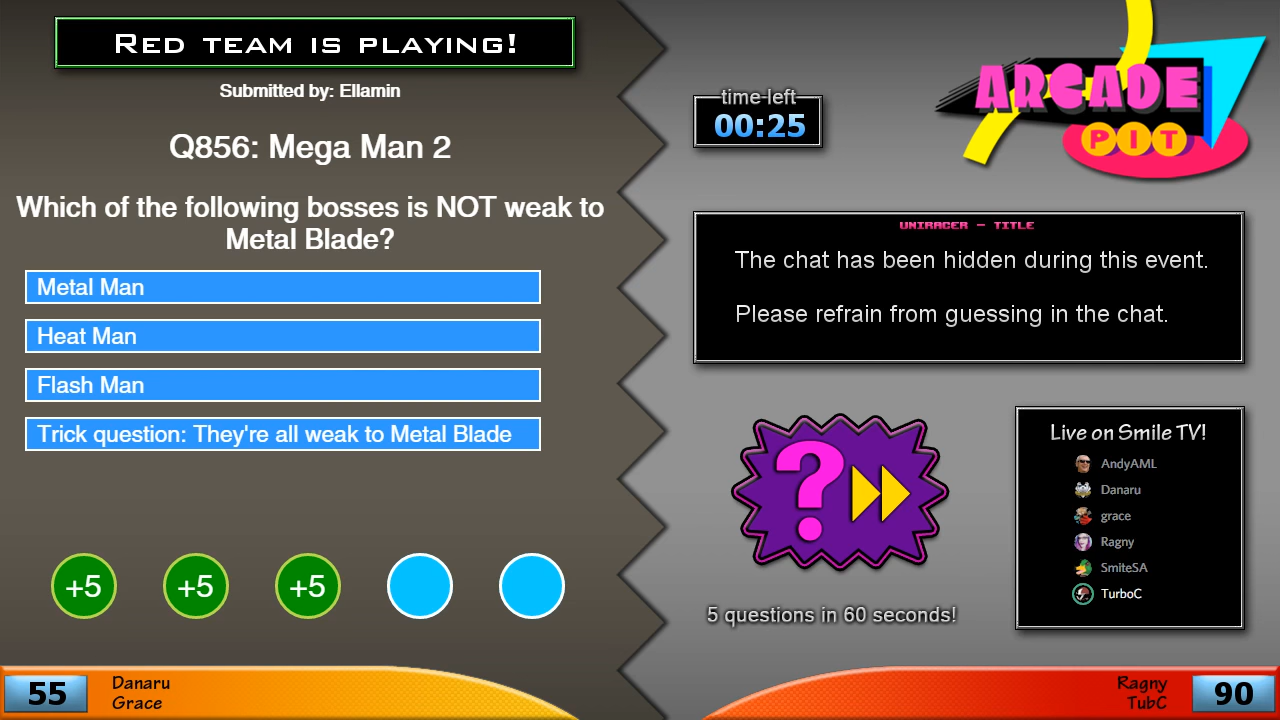 Red team is playing!
Submitted by: Ellamin
Q856: Mega Man 2
Which of the following bosses is NOT weak to
Metal Blade?
Metal Man
Heat Man
Flash Man
Trick question: They're all weak to Metal Blade
+5
+5
+5
time left
00:25
ARCADE
PIT
UNIRACER - TITLE
The chat has been hidden during this event.
Please refrain from guessing in the chat.
?
5 questions in 60 seconds!
Live on Smile TV!
AndyAML
Danaru
grace
Ragny
SmiteSA
TurboC
55
Danaru
Grace
Ragny
TubC
90